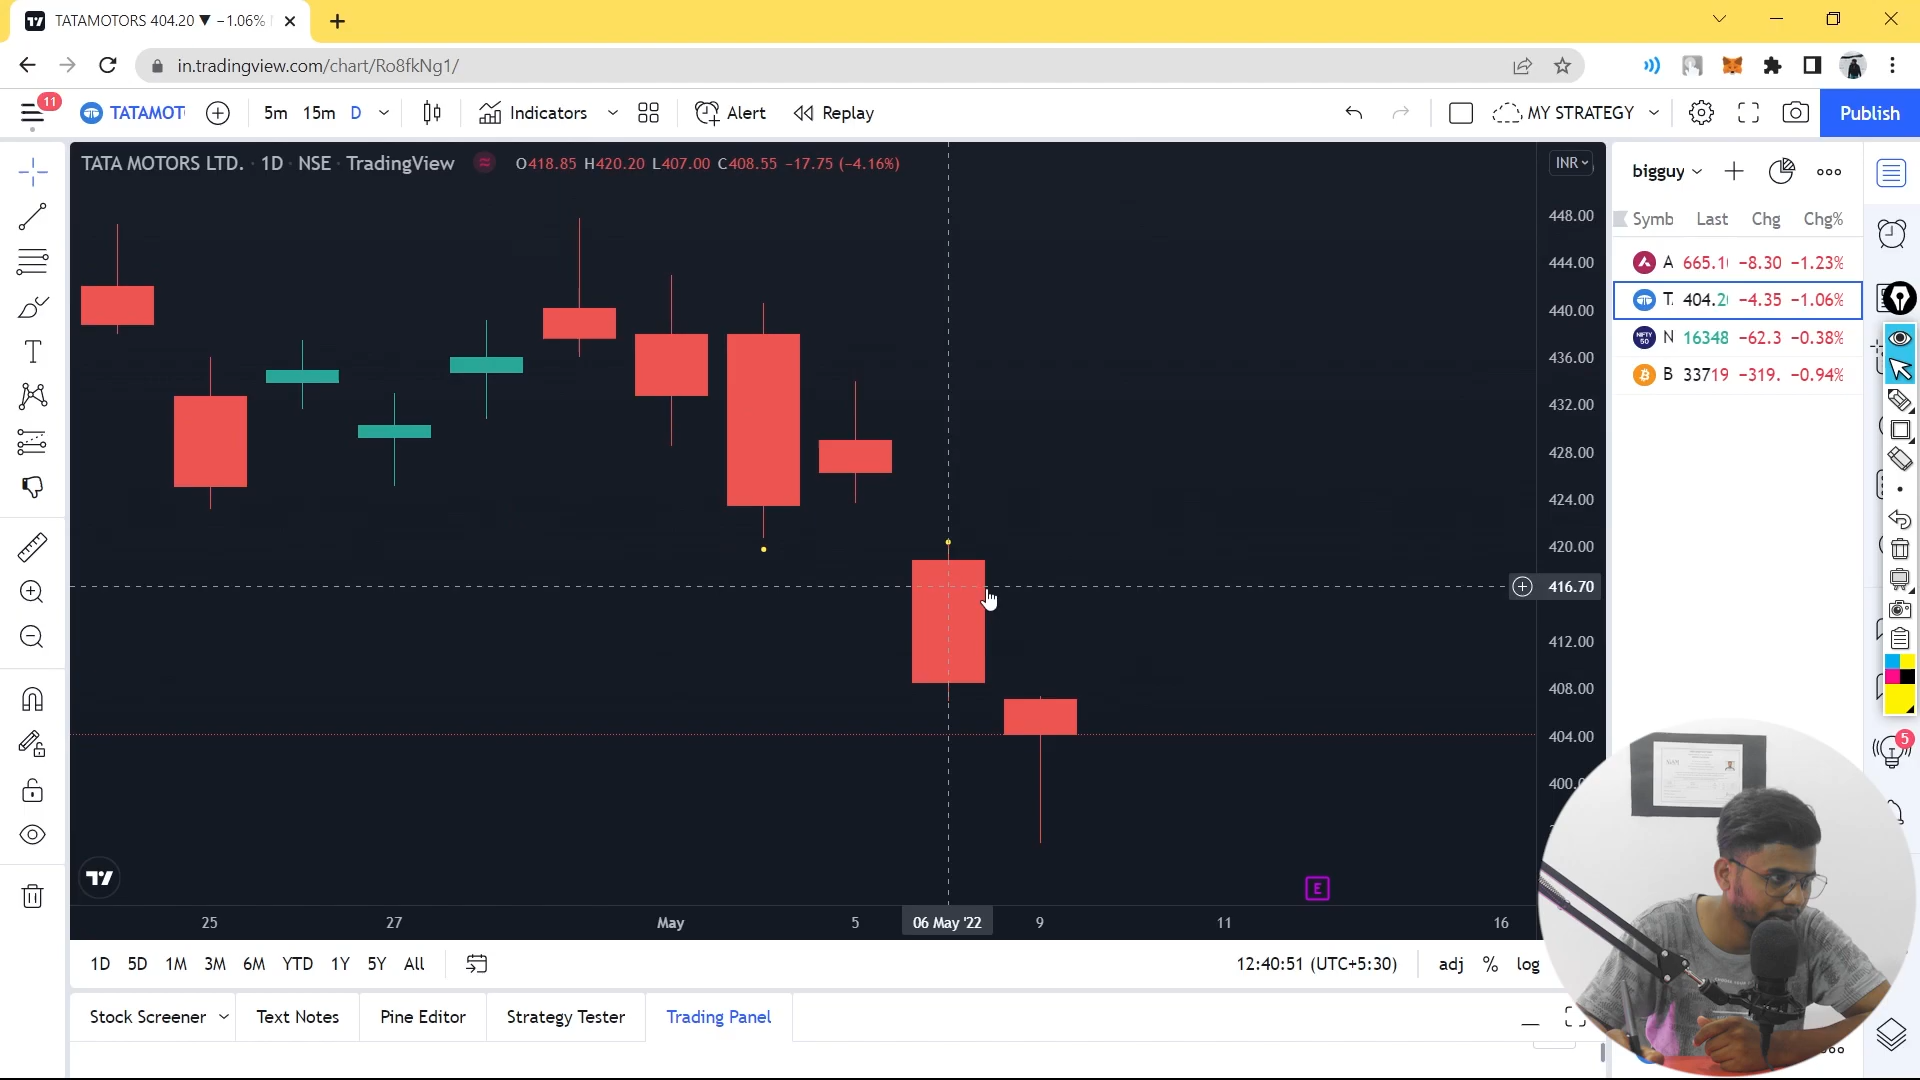 TATAMOTORS 404.20 ▼ −1.06%
in.tradingview.com/chart/Ro8fkNg1/
11
TATAMOT
5m 15m D
Indicators
Alert
Replay
MY STRATEGY
Publish
TATA MOTORS LTD. · 1D · NSE · TradingView
O418.85 H420.20 L407.00 C408.55 −17.75 (−4.16%)
INR
448.00
444.00
440.00
436.00
432.00
428.00
424.00
420.00
416.70
412.00
408.00
404.00
400.
E
25 27 May 5 06 May '22 9 11 16
bigguy
Symb Last Chg Chg%
A 665.1 −8.30 −1.23%
T. 404.20 −4.35 −1.06%
NIFTY 50 N 16348 −62.3 −0.38%
B 33719 −319. −0.94%
5
1D 5D 1M 3M 6M YTD 1Y 5Y All
12:40:51 (UTC+5:30)
adj % log
Stock Screener Text Notes Pine Editor Strategy Tester Trading Panel